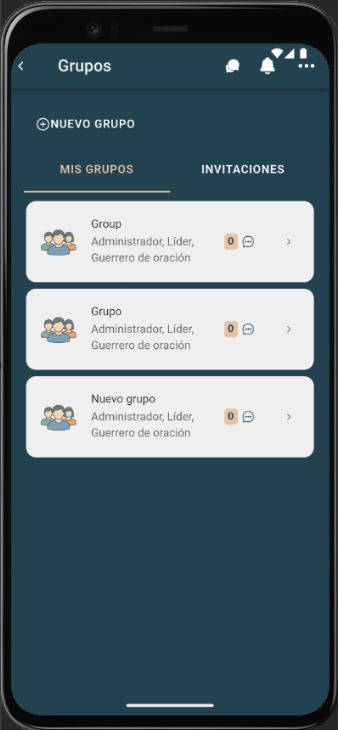 Grupos
NUEVO GRUPO
MIS GRUPOS
INVITACIONES
Group
Administrador, Líder,
Guerrero de oración
0
Grupo
Administrador, Líder,
Guerrero de oración
0
Nuevo grupo
Administrador, Líder,
Guerrero de oración
0